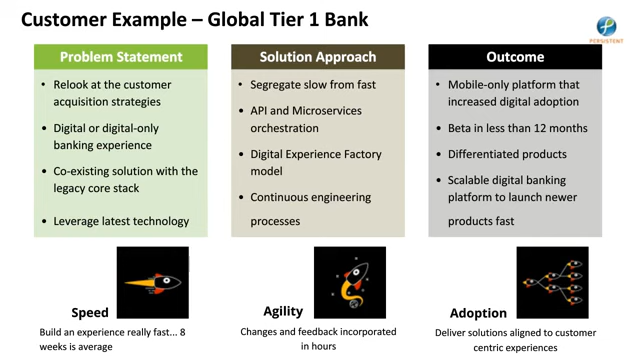 Customer Example – Global Tier 1 Bank
PERSISTENT
Problem Statement
• Relook at the customer
acquisition strategies
• Digital or digital-only
banking experience
• Co-existing solution with the
legacy core stack
• Leverage latest technology
Solution Approach
• Segregate slow from fast
• API and Microservices
orchestration
• Digital Experience Factory
model
• Continuous engineering
processes
Outcome
• Mobile-only platform that
increased digital adoption
• Beta in less than 12 months
• Differentiated products
• Scalable digital banking
platform to launch newer
products fast
Speed
Build an experience really fast... 8
weeks is average
Agility
Changes and feedback incorporated
in hours
Adoption
Deliver solutions aligned to customer
centric experiences